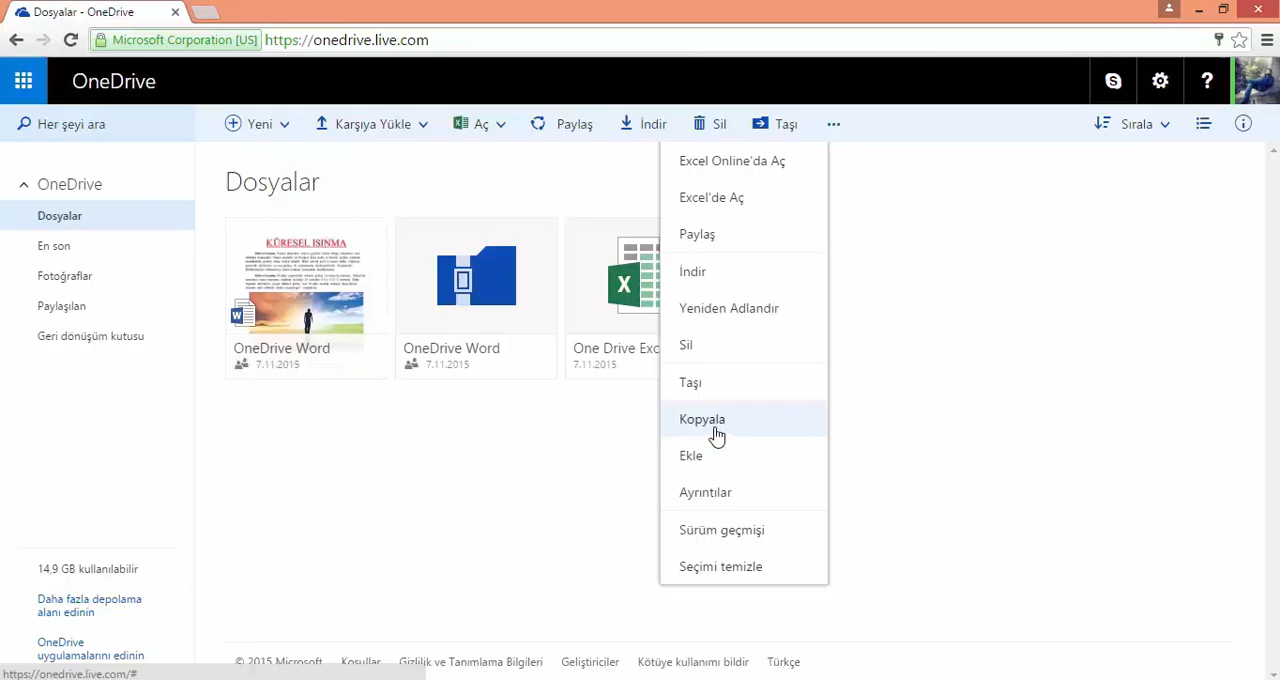 Dosyalar - OneDrive
Microsoft Corporation [US] https://onedrive.live.com
OneDrive
Her şeyi ara
Yeni
Karşıya Yükle
Aç
Paylaş
İndir
Sil
Taşı
Sırala
OneDrive
Dosyalar
En son
Fotoğraflar
Paylaşılan
Geri dönüşüm kutusu
14,9 GB kullanılabilir
Daha fazla depolama
alanı edinin
OneDrive
uygulamalarını edinin
Dosyalar
KÜRESEL ISINMA
OneDrive Word
7.11.2015
OneDrive Word
7.11.2015
One Drive Exc
7.11.2015
Excel Online'da Aç
Excel'de Aç
Paylaş
İndir
Yeniden Adlandır
Sil
Taşı
Kopyala
Ekle
Ayrıntılar
Sürüm geçmişi
Seçimi temizle
© 2015 Microsoft Koşullar Gizlilik ve Tanımlama Bilgileri Geliştiriciler Kötüye kullanımı bildir Türkçe
https://onedrive.live.com/#